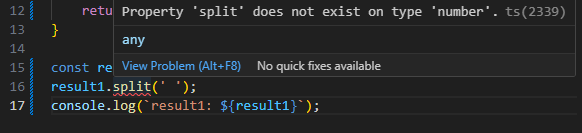 12 retu
Property 'split' does not exist on type 'number'. ts(2339)
13 }
any
14
View Problem (Alt+F8) No quick fixes available
15 const re
16 result1.split(' ');
17 console.log(`result1: ${result1}`);